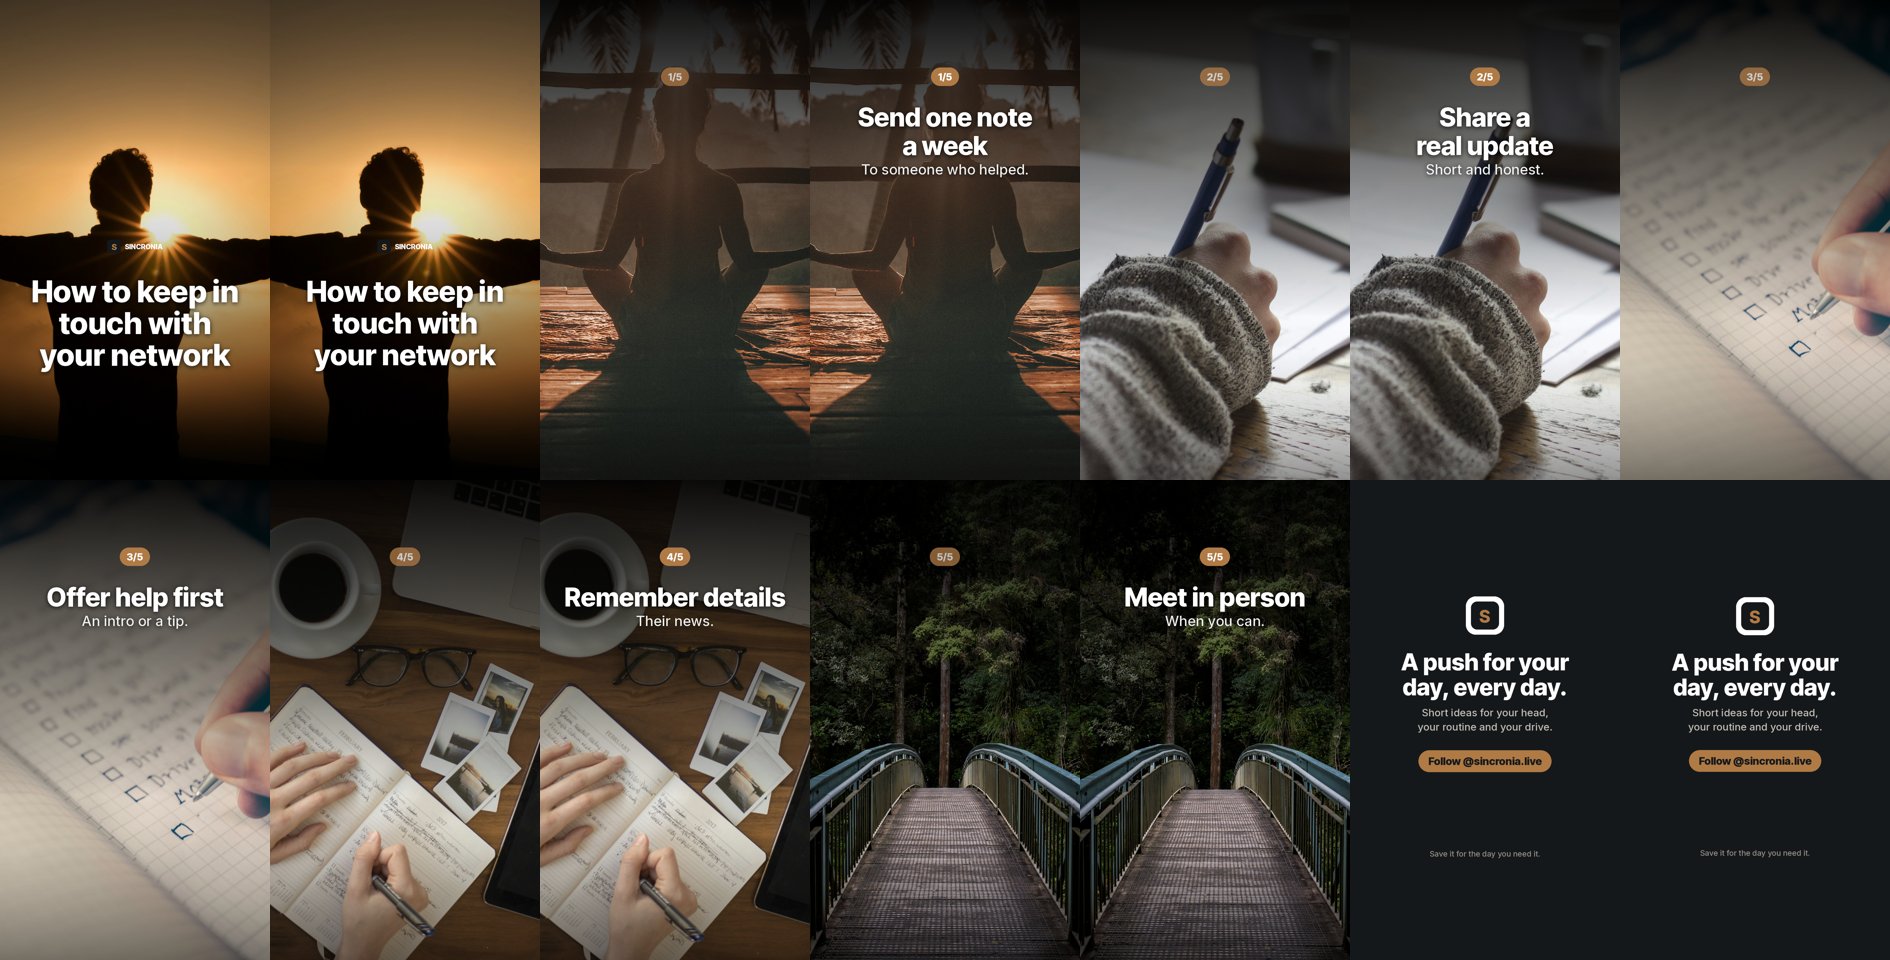 S SINCRONIA
How to keep in
touch with
your network
S SINCRONIA
How to keep in
touch with
your network
1/5
1/5
Send one note
a week
To someone who helped.
2/5
2/5
Share a
real update
Short and honest.
3/5
3/5
Offer help first
An intro or a tip.
4/5
4/5
Remember details
Their news.
5/5
5/5
Meet in person
When you can.
S
A push for your
day, every day.
Short ideas for your head,
your routine and your drive.
Follow @sincronia.live
Save it for the day you need it.
S
A push for your
day, every day.
Short ideas for your head,
your routine and your drive.
Follow @sincronia.live
Save it for the day you need it.